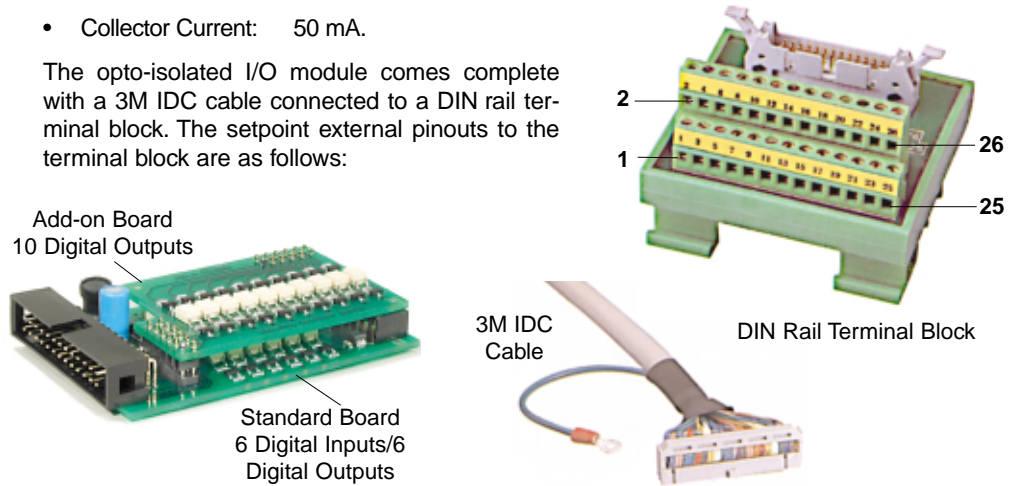 • Collector Current: 50 mA.
The opto-isolated I/O module comes complete
with a 3M IDC cable connected to a DIN rail ter-
minal block. The setpoint external pinouts to the
terminal block are as follows:
2
26
1
25
Add-on Board
10 Digital Outputs
3M IDC
Cable
DIN Rail Terminal Block
Standard Board
6 Digital Inputs/6
Digital Outputs